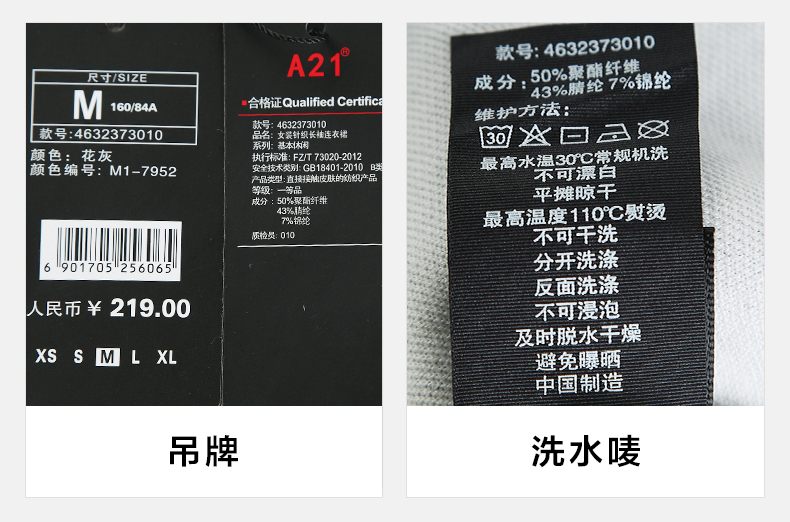 尺寸/SIZE
M 160/84A
款号:4632373010
颜色: 花灰
颜色编号: M1-7952
6 901705 256065
人民币 ¥ 219.00
XS S M L XL
A21®
合格证Qualified Certifica
款号: 4632373010
品名: 女装针织长袖连衣裙
系列: 基本休闲
执行标准: FZ/T 73020-2012
安全技术类别: GB18401-2010 B类
产品类型: 直接接触皮肤的纺织产品
等级: 一等品
成分: 50%聚酯纤维
43%腈纶
7%锦纶
质检员: 010
吊牌
款号: 4632373010
成分: 50%聚酯纤维
43%腈纶 7%锦纶
维护方法:
30
最高水温30℃常规机洗
不可漂白
平摊晾干
最高温度110℃熨烫
不可干洗
分开洗涤
反面洗涤
不可浸泡
及时脱水干燥
避免曝晒
中国制造
洗水唛